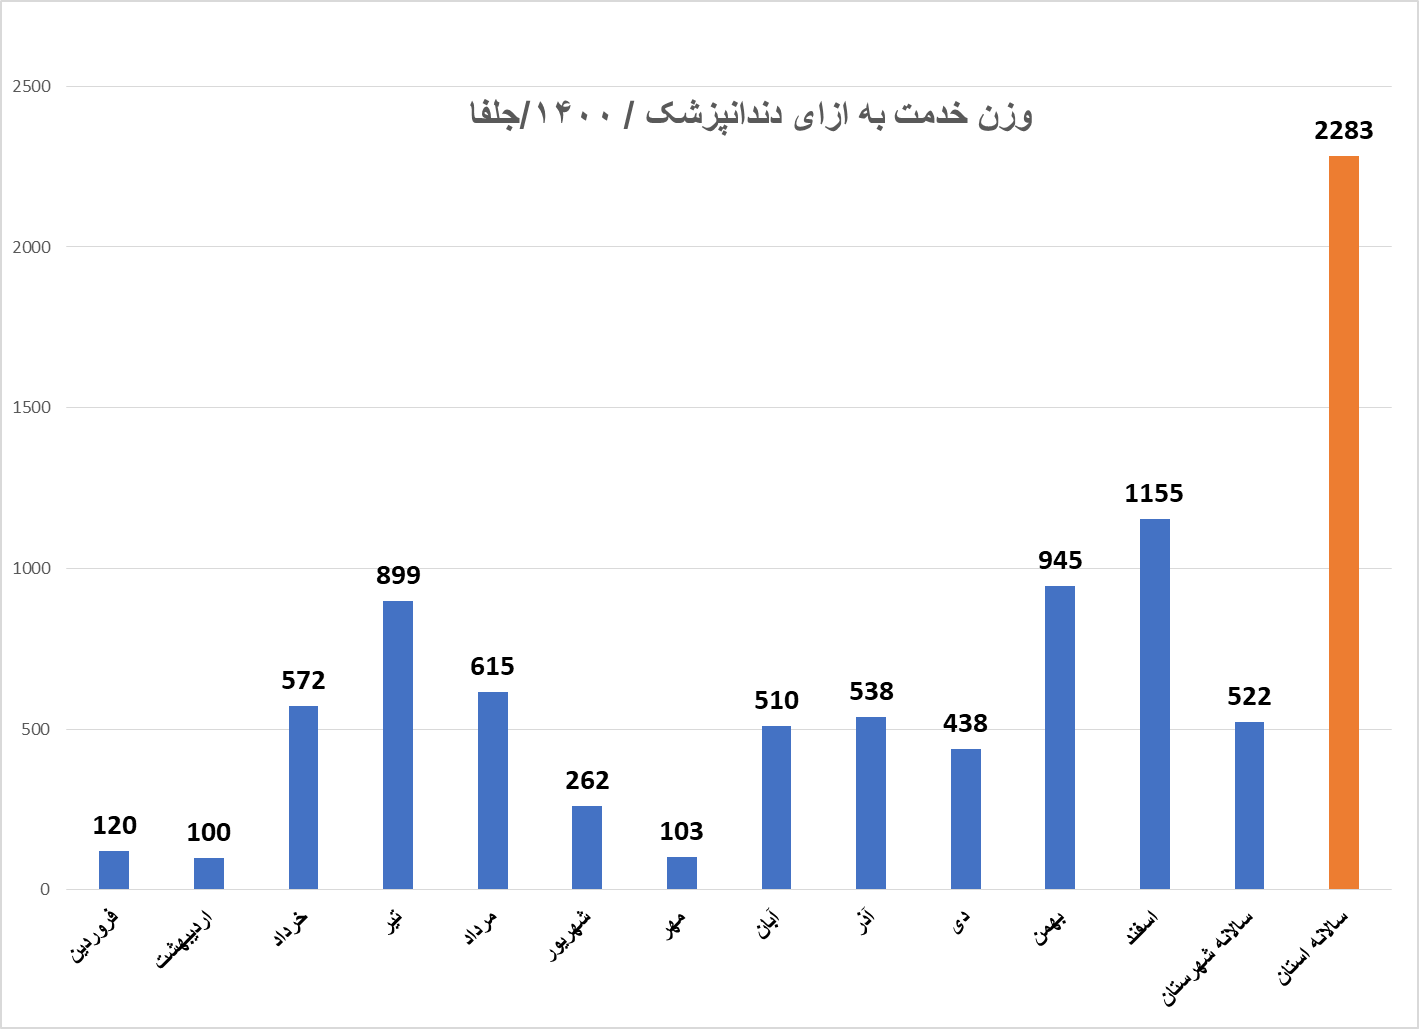 وزن خدمت به ازای دندانپزشک / ۱۴۰۰/جلفا
2500
2000
1500
1000
500
0
120
100
572
899
615
262
103
510
538
438
945
1155
522
2283
فروردین
اردیبهشت
خرداد
تیر
مرداد
شهریور
مهر
آبان
آذر
دی
بهمن
اسفند
سالانه شهرستان
سالانه استان